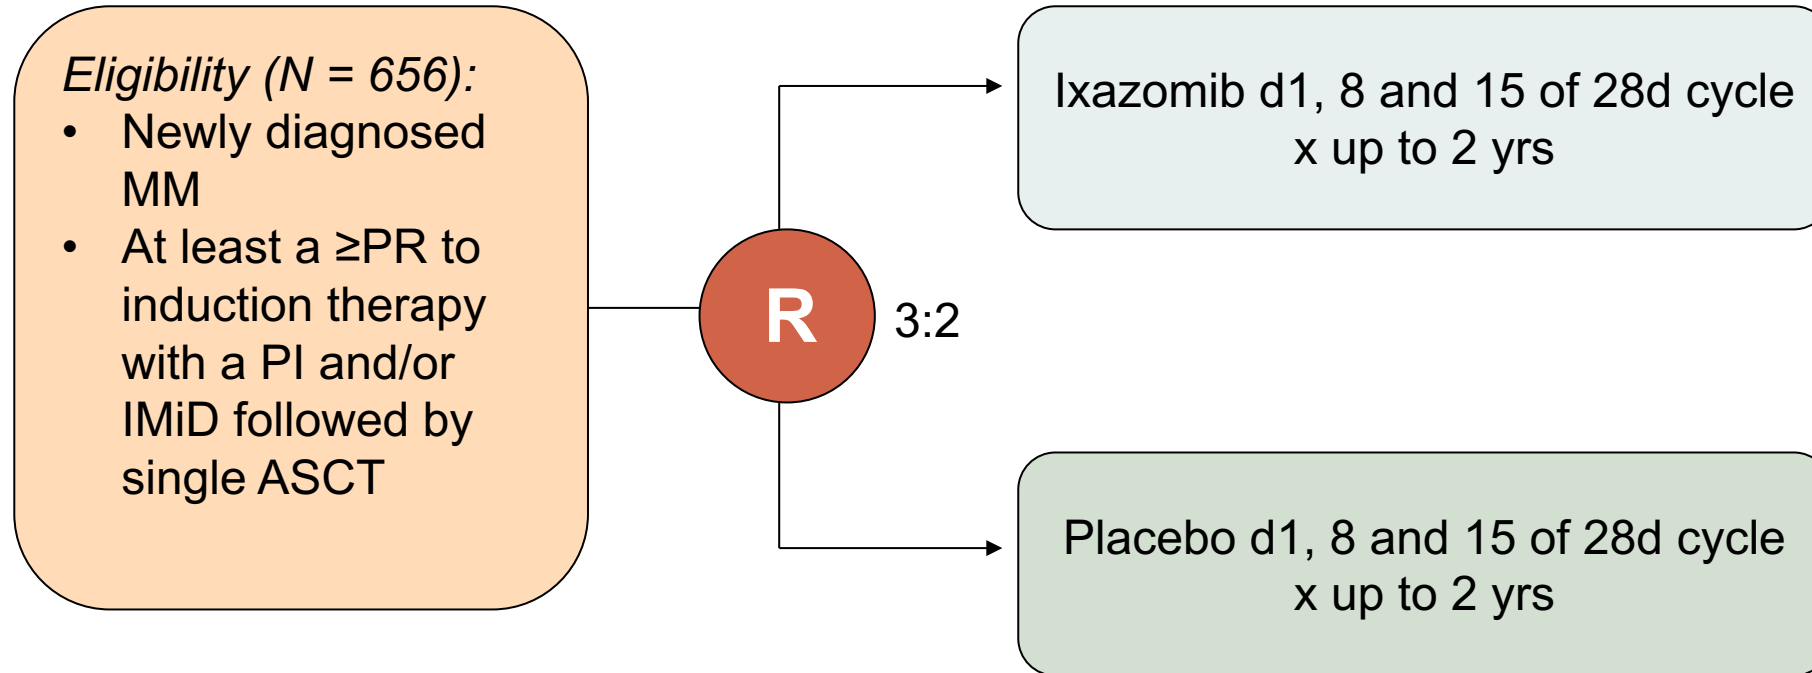 Eligibility (N = 656):
• Newly diagnosed
MM
• At least a ≥PR to
induction therapy
with a PI and/or
IMiD followed by
single ASCT
R
3:2
Ixazomib d1, 8 and 15 of 28d cycle
x up to 2 yrs
Placebo d1, 8 and 15 of 28d cycle
x up to 2 yrs